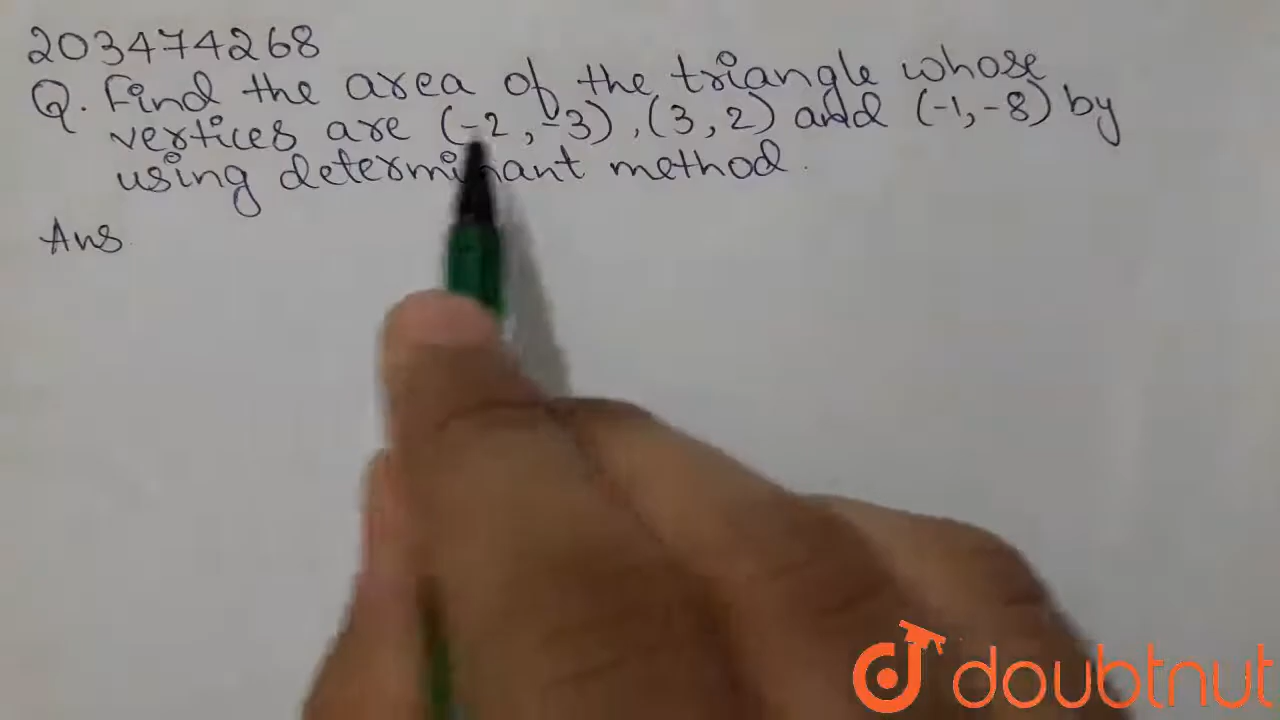 203474268
Q. Find the area of the triangle whose
vertices are (-2, -3), (3, 2) and (-1, -8) by
using determinant method.
Ans.
doubtnut